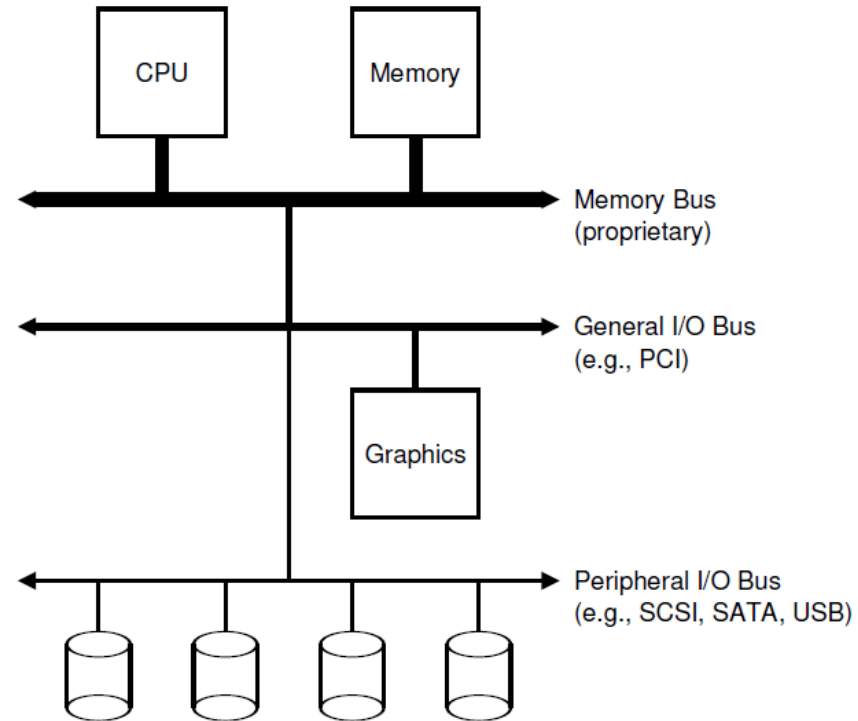 CPU
Memory
Memory Bus
(proprietary)
General I/O Bus
(e.g., PCI)
Graphics
Peripheral I/O Bus
(e.g., SCSI, SATA, USB)